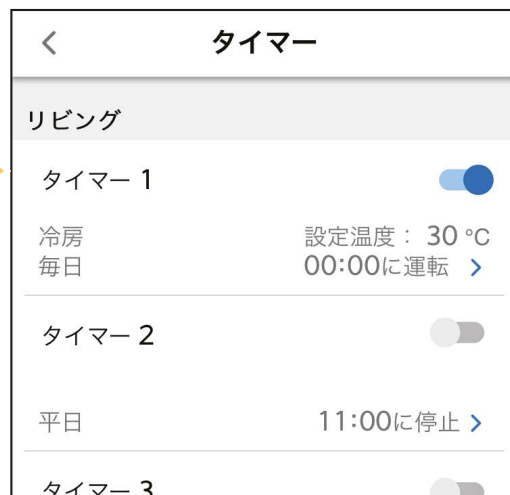 タイマー
リビング
タイマー 1
冷房 設定温度： 30 °C
毎日 00:00に運転
タイマー 2
平日 11:00に停止
タイマー 3